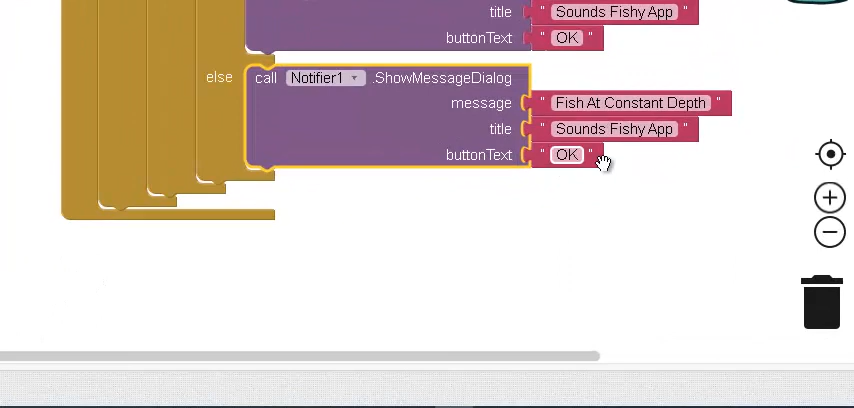 title " Sounds Fishy App "
buttonText " OK "
else call Notifier1 .ShowMessageDialog
message " Fish At Constant Depth "
title " Sounds Fishy App "
buttonText " OK "